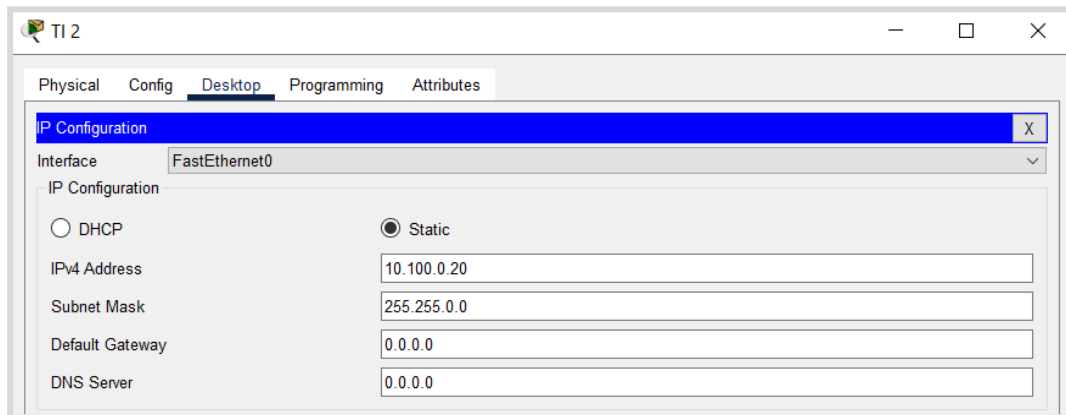 TI 2
Physical Config Desktop Programming Attributes
IP Configuration X
Interface FastEthernet0
IP Configuration
DHCP Static
IPv4 Address 10.100.0.20
Subnet Mask 255.255.0.0
Default Gateway 0.0.0.0
DNS Server 0.0.0.0